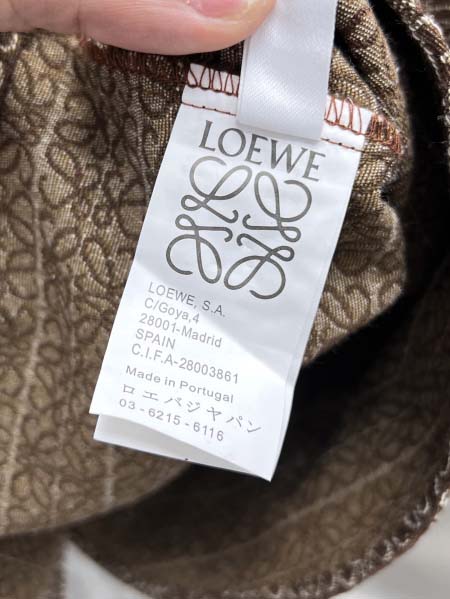 LOEWE
LOEWE, S.A.
C/Goya,4
28001-Madrid
SPAIN
C.I.F.A-28003861
Made in Portugal
ロエバジヤパン
03-6215-6116